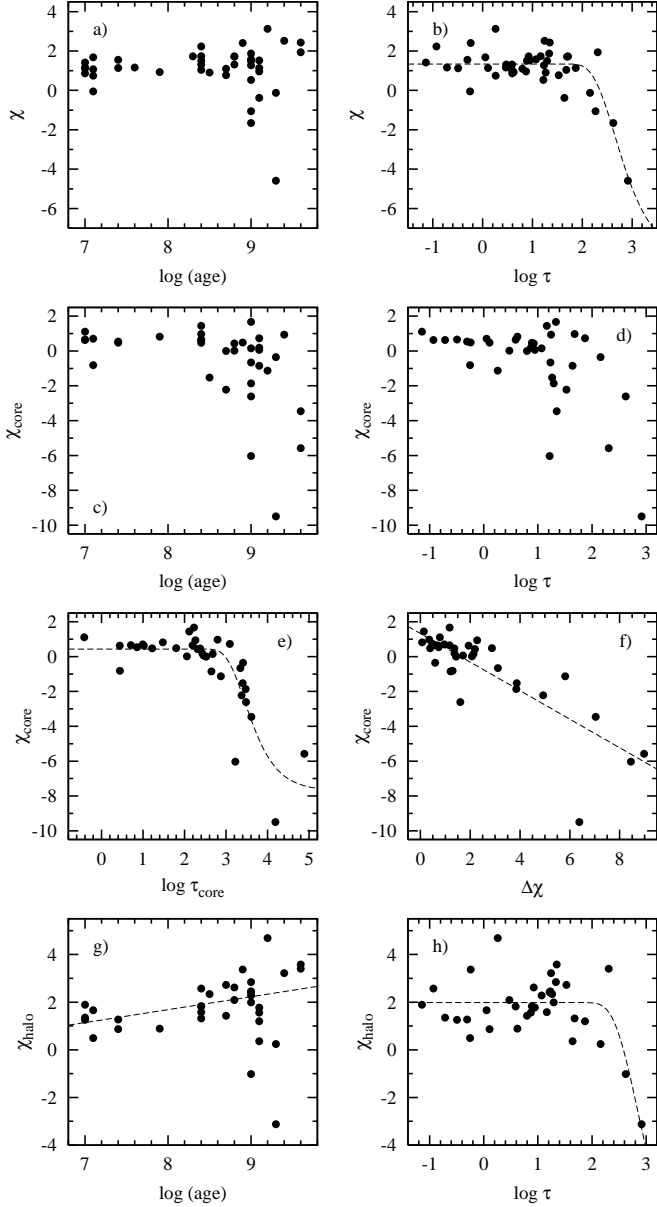 a)
χ
2
0
-2
-4
-6
7 8 9
log (age)
b)
χ
2
0
-2
-4
-6
-1 0 1 2 3
log τ
c)
χcore
2
0
-2
-4
-6
-8
-10
7 8 9
log (age)
d)
χcore
2
0
-2
-4
-6
-8
-10
-1 0 1 2 3
log τ
e)
χcore
2
0
-2
-4
-6
-8
-10
0 1 2 3 4 5
log τcore
f)
χcore
2
0
-2
-4
-6
-8
-10
0 2 4 6 8
Δχ
g)
χhalo
4
2
0
-2
-4
7 8 9
log (age)
h)
χhalo
4
2
0
-2
-4
-1 0 1 2 3
log τ